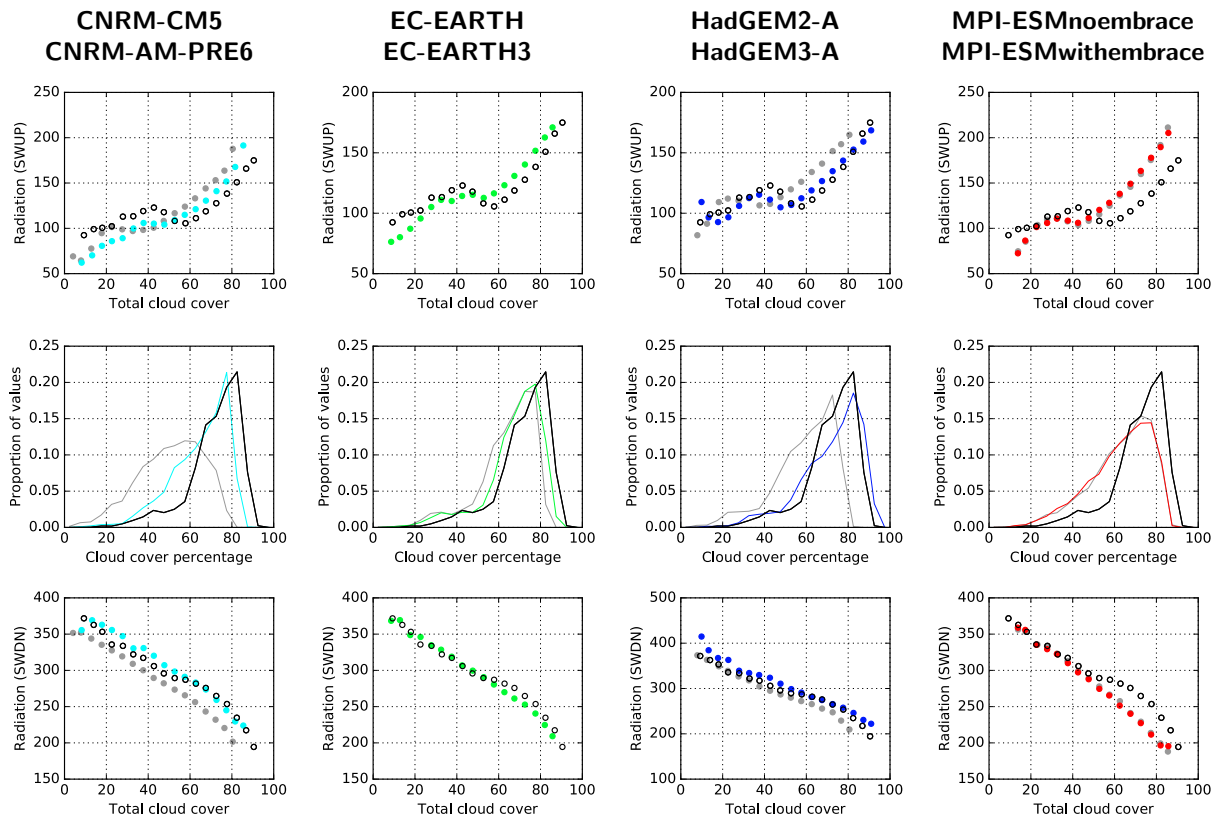 CNRM-CM5
CNRM-AM-PRE6
EC-EARTH
EC-EARTH3
HadGEM2-A
HadGEM3-A
MPI-ESMnoembrace
MPI-ESMwithembrace
Radiation (SWUP)
250
200
150
100
50
0 20 40 60 80 100
Total cloud cover
Radiation (SWUP)
200
150
100
50
0 20 40 60 80 100
Total cloud cover
Radiation (SWUP)
200
150
100
50
0 20 40 60 80 100
Total cloud cover
Radiation (SWUP)
250
200
150
100
50
0 20 40 60 80 100
Total cloud cover
Proportion of values
0.25
0.20
0.15
0.10
0.05
0.00
0 20 40 60 80 100
Cloud cover percentage
Proportion of values
0.25
0.20
0.15
0.10
0.05
0.00
0 20 40 60 80 100
Cloud cover percentage
Proportion of values
0.25
0.20
0.15
0.10
0.05
0.00
0 20 40 60 80 100
Cloud cover percentage
Proportion of values
0.25
0.20
0.15
0.10
0.05
0.00
0 20 40 60 80 100
Cloud cover percentage
Radiation (SWDN)
400
350
300
250
200
150
0 20 40 60 80 100
Total cloud cover
Radiation (SWDN)
400
350
300
250
200
150
0 20 40 60 80 100
Total cloud cover
Radiation (SWDN)
500
400
300
200
100
0 20 40 60 80 100
Total cloud cover
Radiation (SWDN)
400
350
300
250
200
150
0 20 40 60 80 100
Total cloud cover